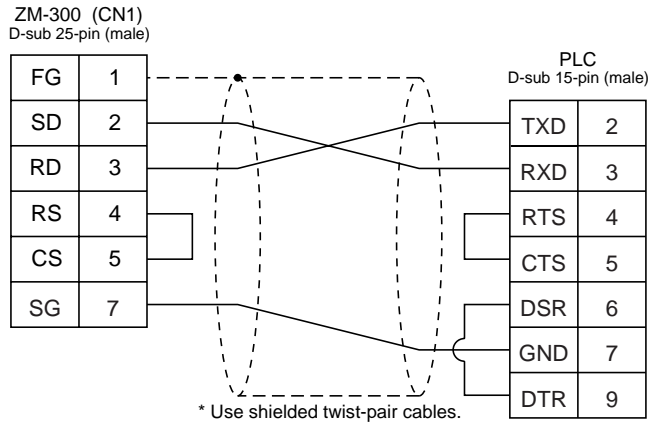 ZM-300 (CN1)
D-sub 25-pin (male)
FG 1
SD 2
RD 3
RS 4
CS 5
SG 7
PLC
D-sub 15-pin (male)
TXD 2
RXD 3
RTS 4
CTS 5
DSR 6
GND 7
DTR 9
* Use shielded twist-pair cables.